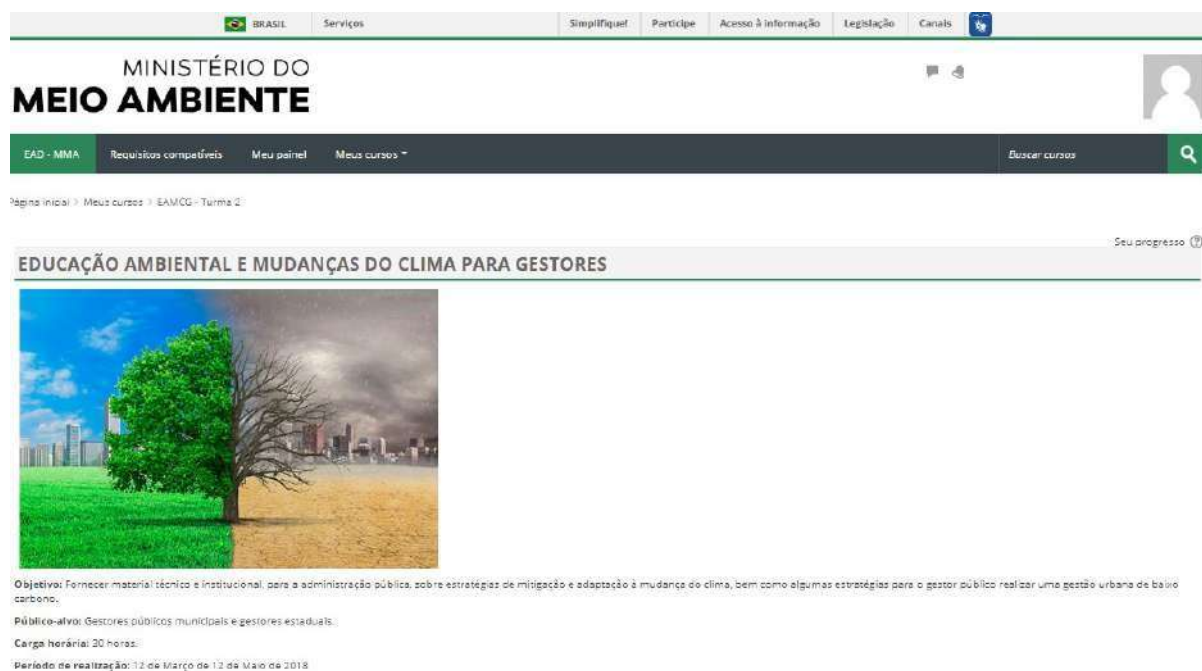 BRASIL Serviços Simplifique! Participe Acesso à informação Legislação Canais
MINISTÉRIO DO
MEIO AMBIENTE
EAD - MMA Requisitos compatíveis Meu painel Meus cursos Buscar cursos
Página inicial > Meus cursos > EAMCG - Turma 2
Seu progresso
EDUCAÇÃO AMBIENTAL E MUDANÇAS DO CLIMA PARA GESTORES
Objetivo: Fornecer material técnico e institucional, para a administração pública, sobre estratégias de mitigação e adaptação à mudança do clima, bem como algumas estratégias para o gestor público realizar uma gestão urbana de baixo
carbono.
Público-alvo: Gestores públicos municipais e gestores estaduais.
Carga horária: 20 horas.
Período de realização: 12 de Março de 12 de Maio de 2018